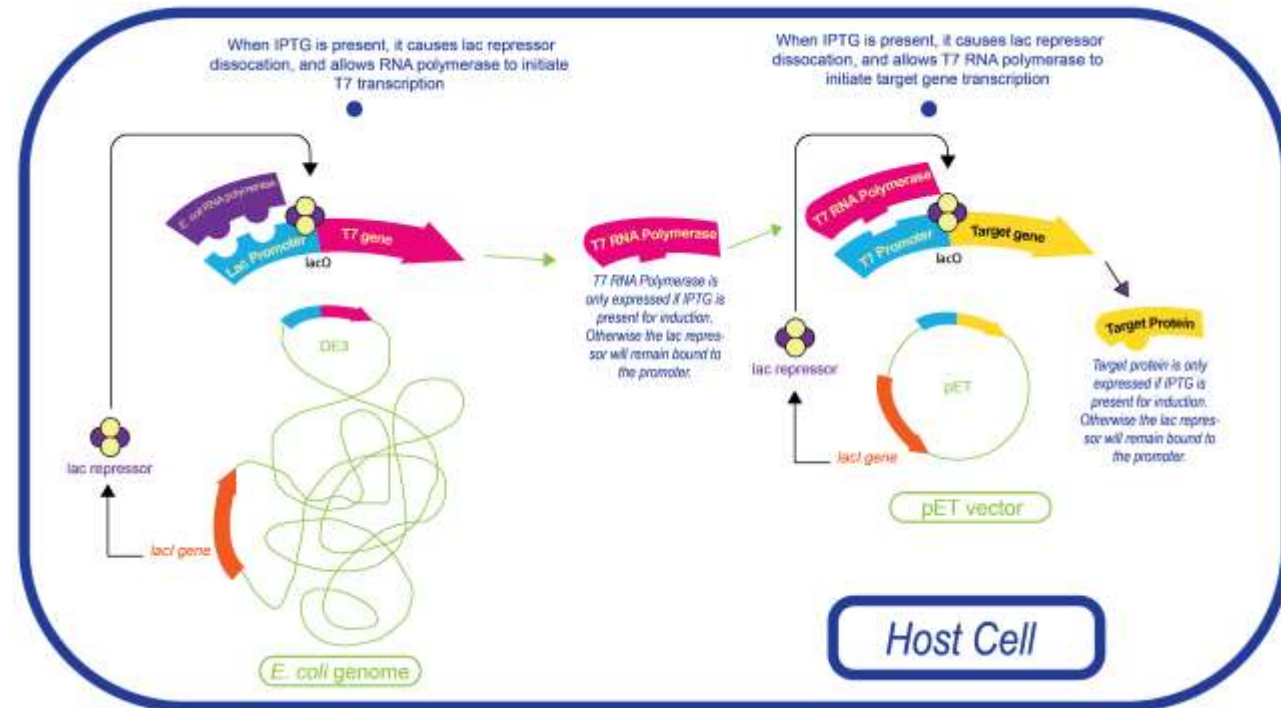 When IPTG is present, it causes lac repressor
dissocation, and allows RNA polymerase to initiate
T7 transcription
E. coli RNA polymerase
Lac Promoter
T7 gene
lacO
DE3
lac repressor
lacI gene
E. coli genome
T7 RNA Polymerase
T7 RNA Polymerase is
only expressed if IPTG is
present for induction.
Otherwise the lac repres-
sor will remain bound to
the promoter.
When IPTG is present, it causes lac repressor
dissocation, and allows T7 RNA polymerase to
initiate target gene transcription
T7 RNA Polymerase
T7 Promoter
Target gene
lacO
lac repressor
lacI gene
pET
pET vector
Target Protein
Target protein is only
expressed if IPTG is
present for induction.
Otherwise the lac repres-
sor will remain bound to
the promoter.
Host Cell